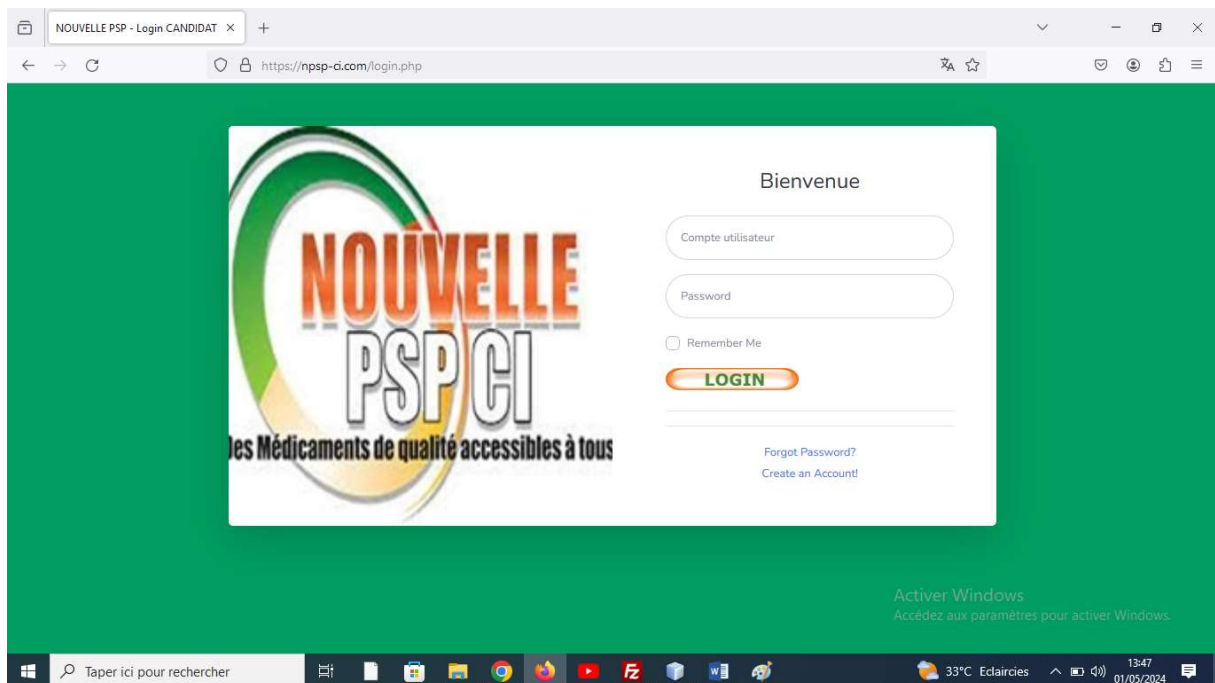 NOUVELLE PSP - Login CANDIDAT
https://npsp-ci.com/login.php
NOUVELLE
PSP CI
Des Médicaments de qualité accessibles à tous
Bienvenue
Compte utilisateur
Password
Remember Me
LOGIN
Forgot Password?
Create an Account!
Activer Windows
Accédez aux paramètres pour activer Windows.
Taper ici pour rechercher
33°C Eclaircies
13:47
01/05/2024